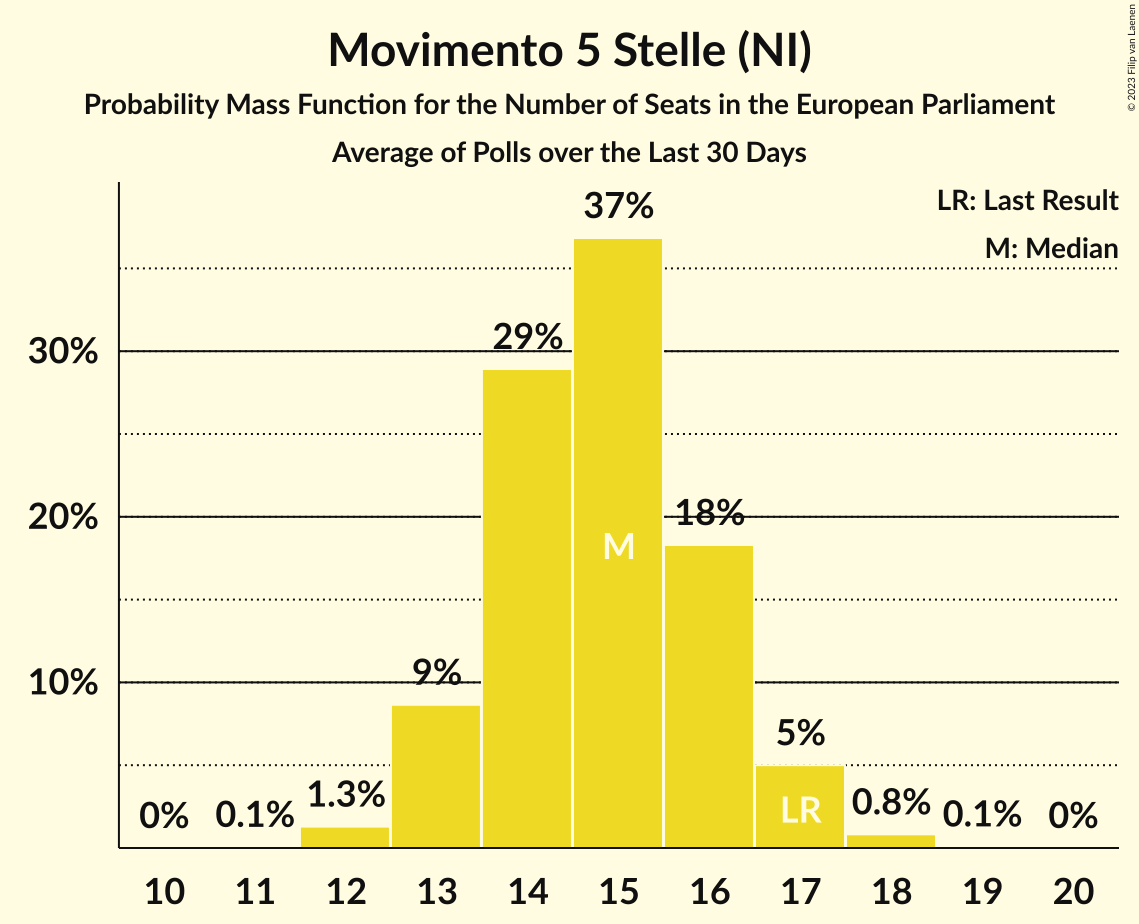 Movimento 5 Stelle (NI)
Probability Mass Function for the Number of Seats in the European Parliament
Average of Polls over the Last 30 Days
© 2023 Filip van Laenen
LR: Last Result
M: Median
37%
29%
30%
18%
20%
M
9%
10%
5%
1.3%
0%
0.1%
LR
0.8%
0.1%
0%
10 11 12 13 14 15 16 17 18 19 20